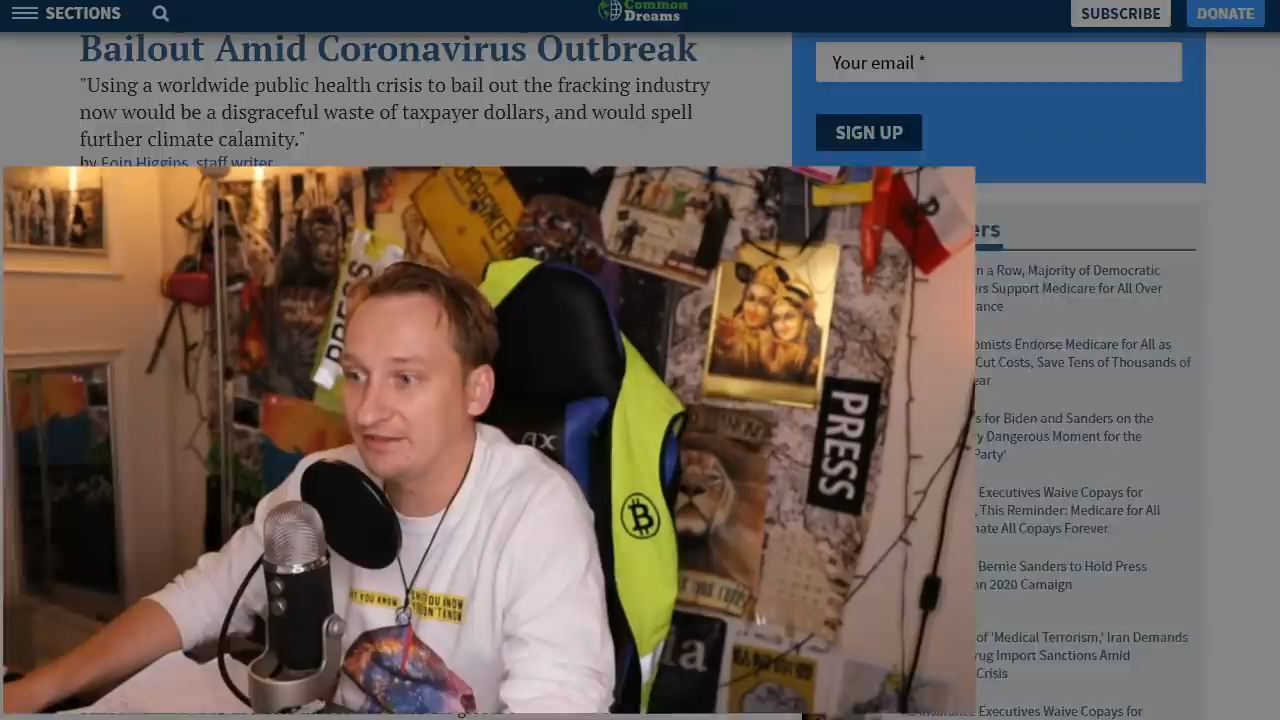 SECTIONS
Common
Dreams
SUBSCRIBE
DONATE
Bailout Amid Coronavirus Outbreak
"Using a worldwide public health crisis to bail out the fracking industry
now would be a disgraceful waste of taxpayer dollars, and would spell
further climate calamity."
by Eoin Higgins, staff writer
Your email *
SIGN UP
ers
n a Row, Majority of Democratic
ers Support Medicare for All Over
ance
omists Endorse Medicare for All as
Cut Costs, Save Tens of Thousands of
ear
s for Biden and Sanders on the
y Dangerous Moment for the
Party'
Executives Waive Copays for
, This Reminder: Medicare for All
nate All Copays Forever
Bernie Sanders to Hold Press
on 2020 Camaign
of 'Medical Terrorism,' Iran Demands
rug Import Sanctions Amid
Crisis
Executives Waive Copays for
PRESS
PRESS